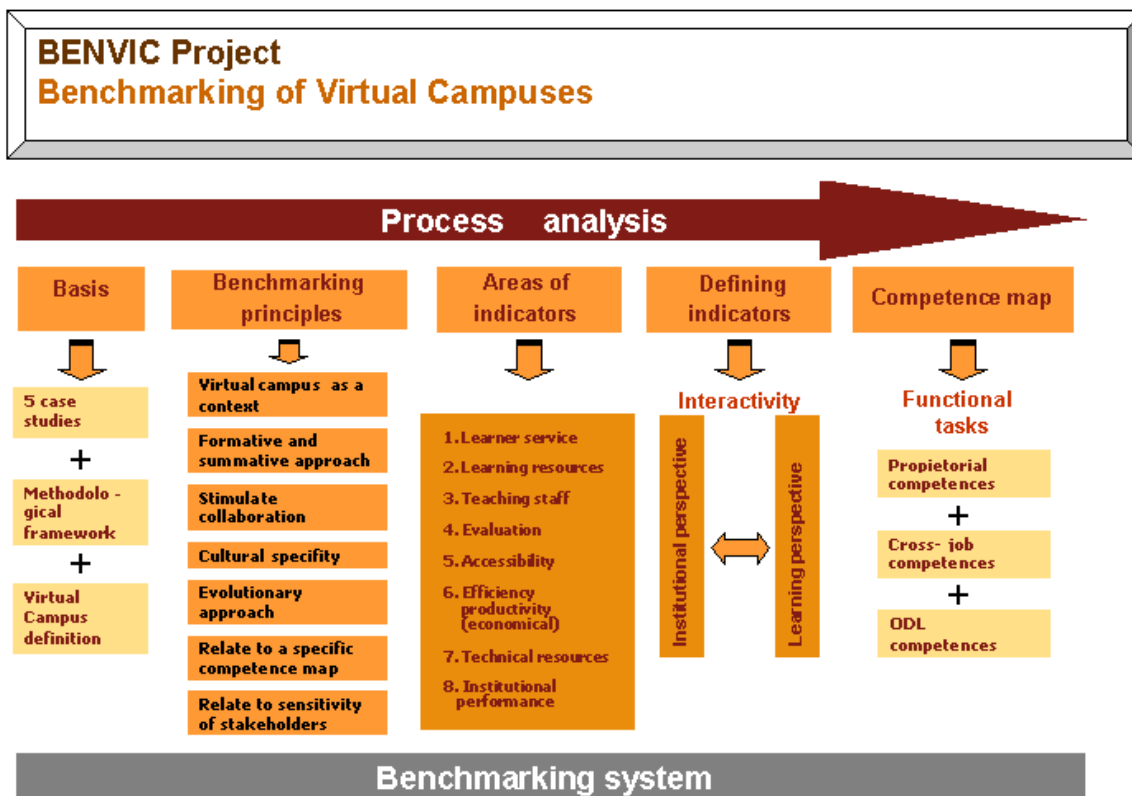 BENVIC Project
Benchmarking of Virtual Campuses
Process analysis
Basis
5 case
studies
+
Methodolo -
gical
framework
+
Virtual
Campus
definition
Benchmarking
principles
Virtual campus as a
context
Formative and
summative approach
Stimulate
collaboration
Cultural specifity
Evolutionary
approach
Relate to a specific
competence map
Relate to sensitivity
of stakeholders
Areas of
indicators
1. Learner service
2. Learning resources
3. Teaching staff
4. Evaluation
5. Accessibility
6. Efficiency
productivity
(economical)
7. Technical resources
8. Institutional
performance
Defining
indicators
Interactivity
Institutional perspective
Learning perspective
Competence map
Functional
tasks
Propietorial
competences
+
Cross- job
competences
+
ODL
competences
Benchmarking system